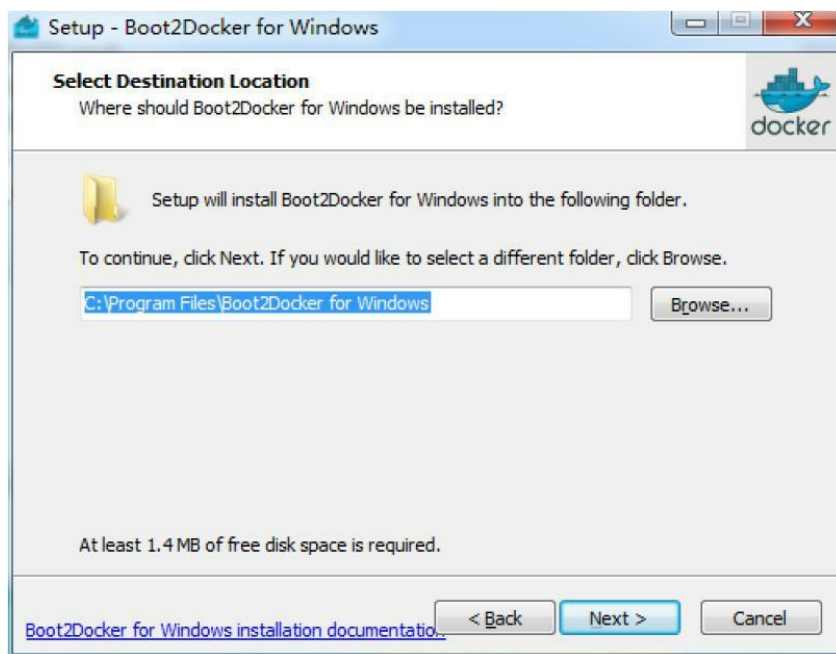 Setup - Boot2Docker for Windows
Select Destination Location
Where should Boot2Docker for Windows be installed?
docker
Setup will install Boot2Docker for Windows into the following folder.
To continue, click Next. If you would like to select a different folder, click Browse.
C:\Program Files\Boot2Docker for Windows
Browse...
At least 1.4 MB of free disk space is required.
Boot2Docker for Windows installation documentation
< Back
Next >
Cancel